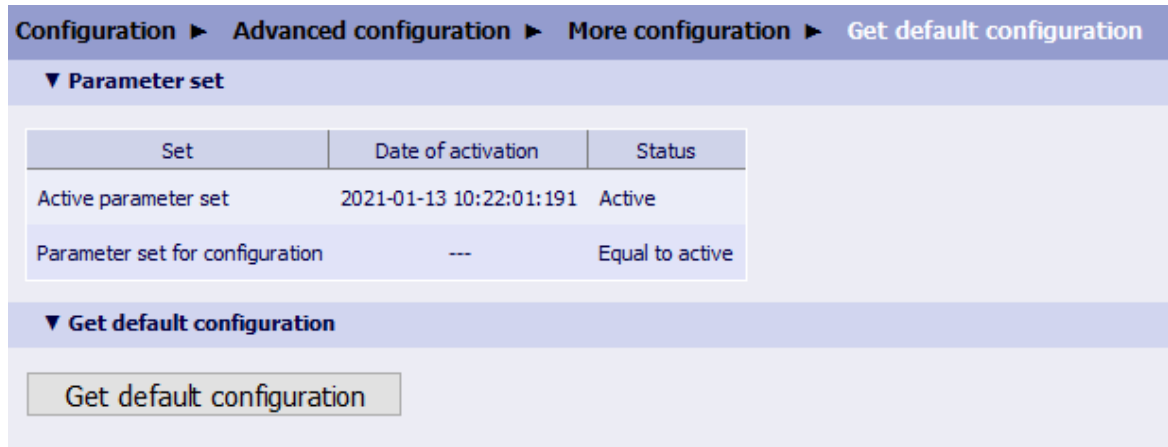 Configuration ► Advanced configuration ► More configuration ► Get default configuration
▼ Parameter set
Set Date of activation Status
Active parameter set 2021-01-13 10:22:01:191 Active
Parameter set for configuration --- Equal to active
▼ Get default configuration
Get default configuration